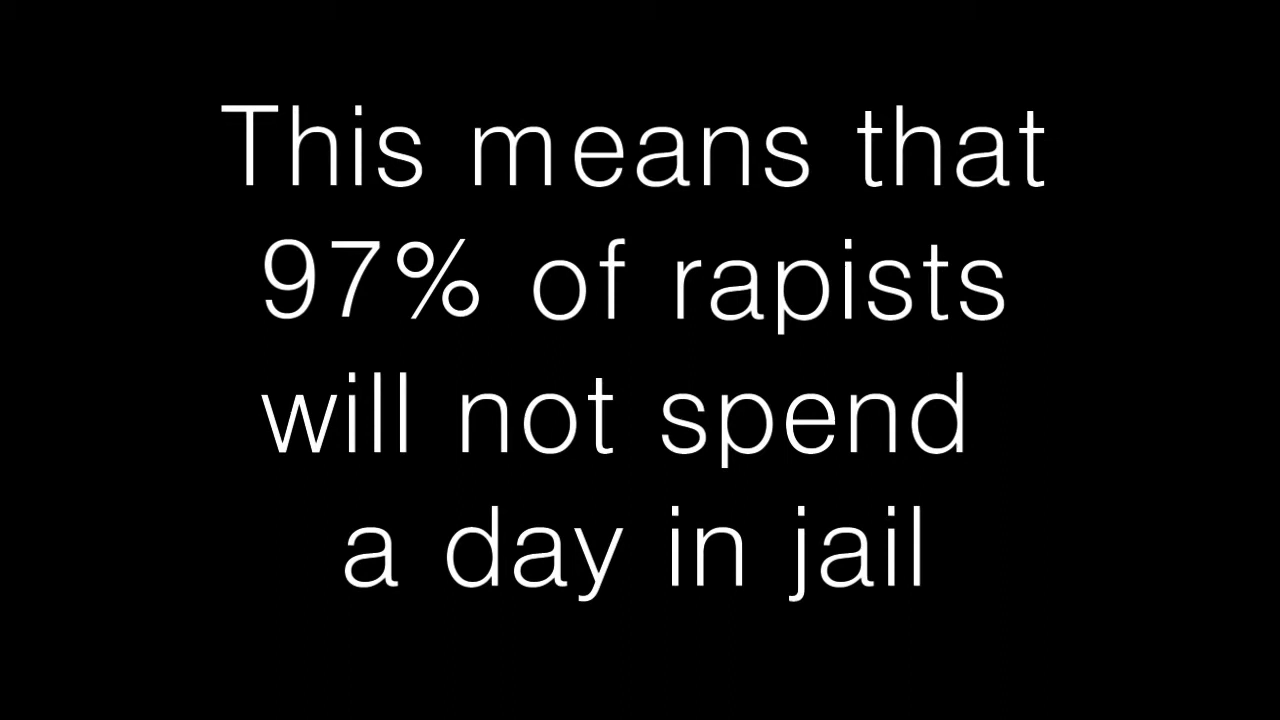 This means that
97% of rapists
will not spend
a day in jail